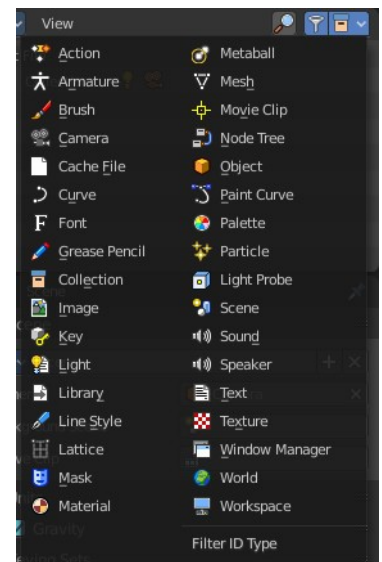 View
Action
Armature
Brush
Camera
Cache File
Curve
Font
Grease Pencil
Collection
Image
Key
Light
Library
Line Style
Lattice
Mask
Material
Metaball
Mesh
Movie Clip
Node Tree
Object
Paint Curve
Palette
Particle
Light Probe
Scene
Sound
Speaker
Text
Texture
Window Manager
World
Workspace
Filter ID Type
Gravity